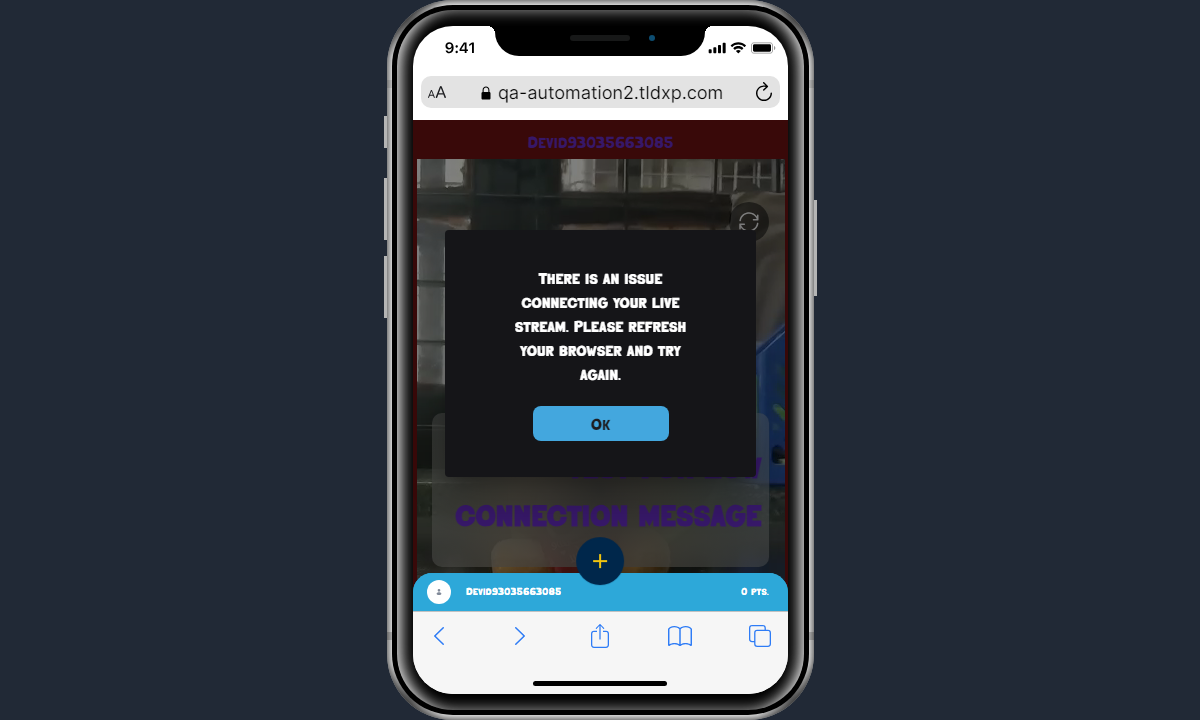 9:41
AA
qa-automation2.tldxp.com
Devid93035663085
There is an issue
connecting your live
stream. Please refresh
your browser and try
again.
Ok
connection message
Devid93035663085
0 pts.